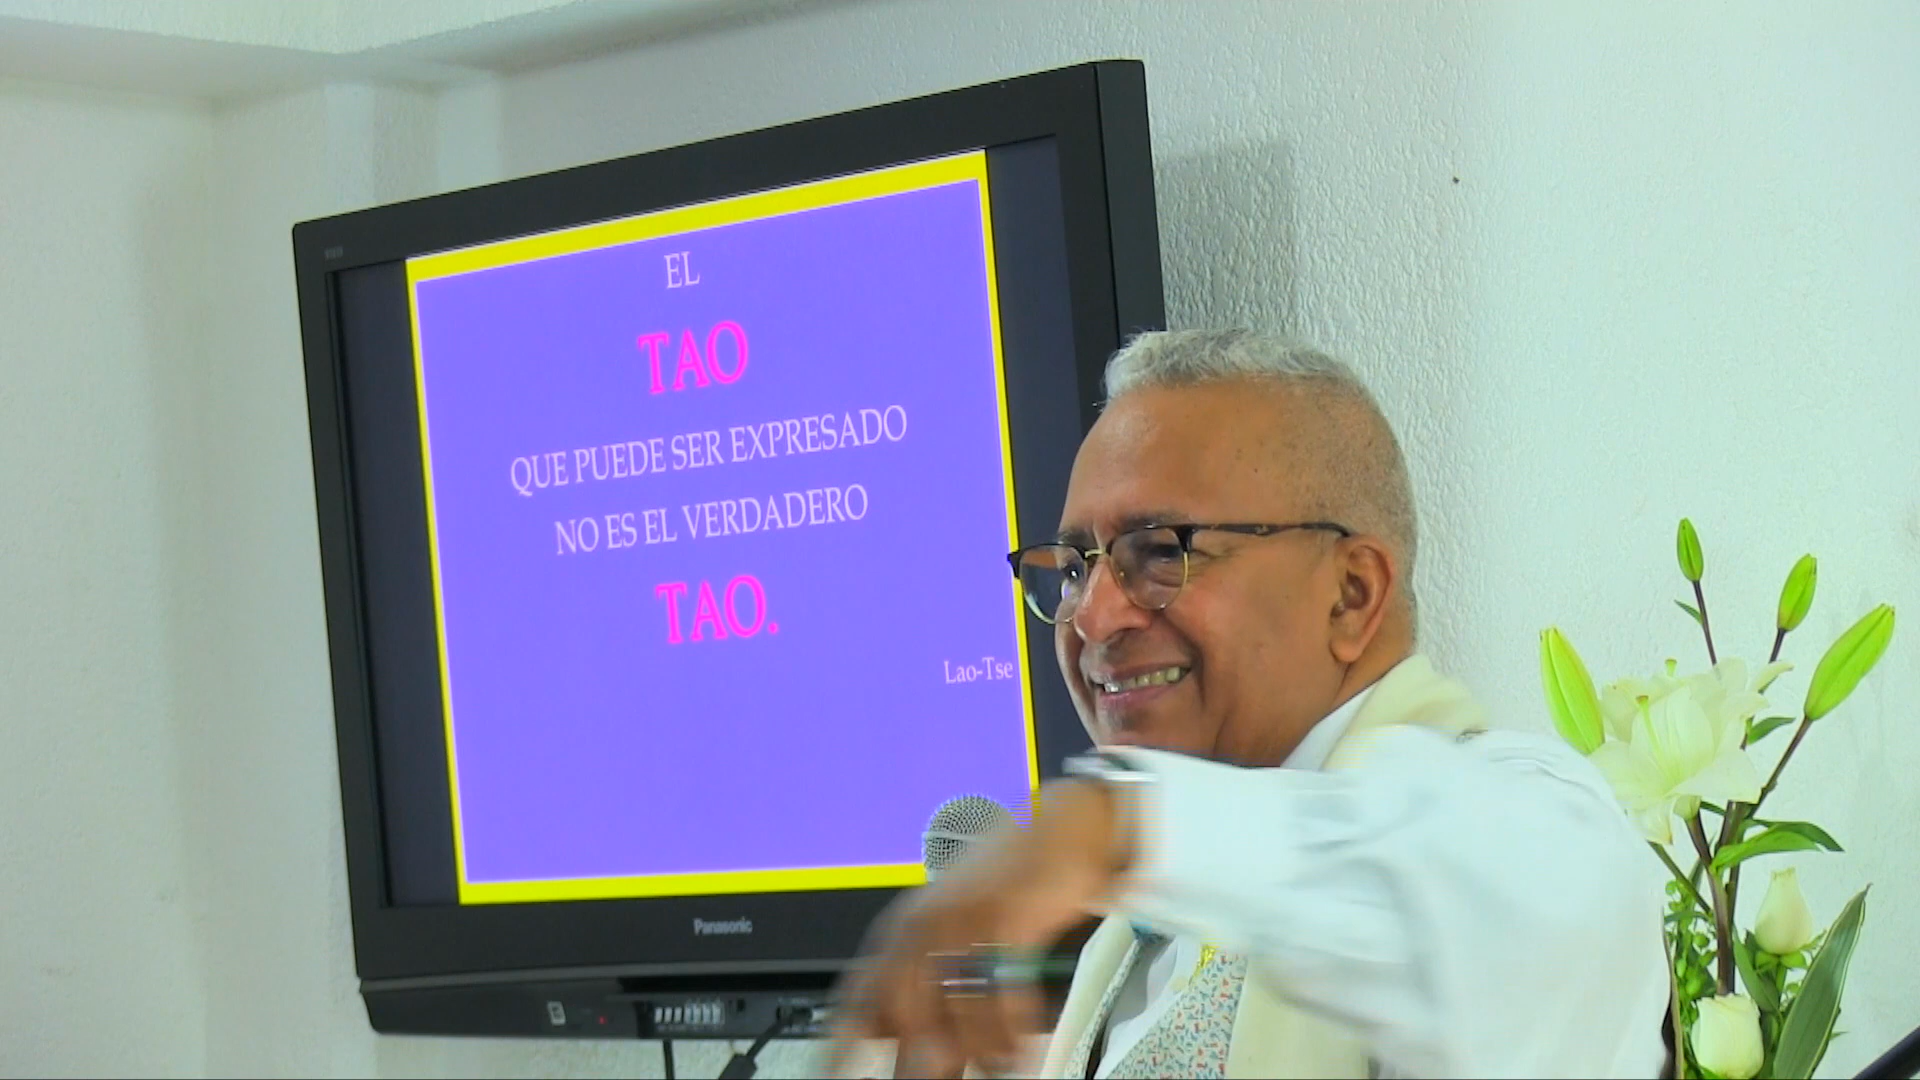 EL
TAO
QUE PUEDE SER EXPRESADO
NO ES EL VERDADERO
TAO.
Lao-Tse
Panasonic